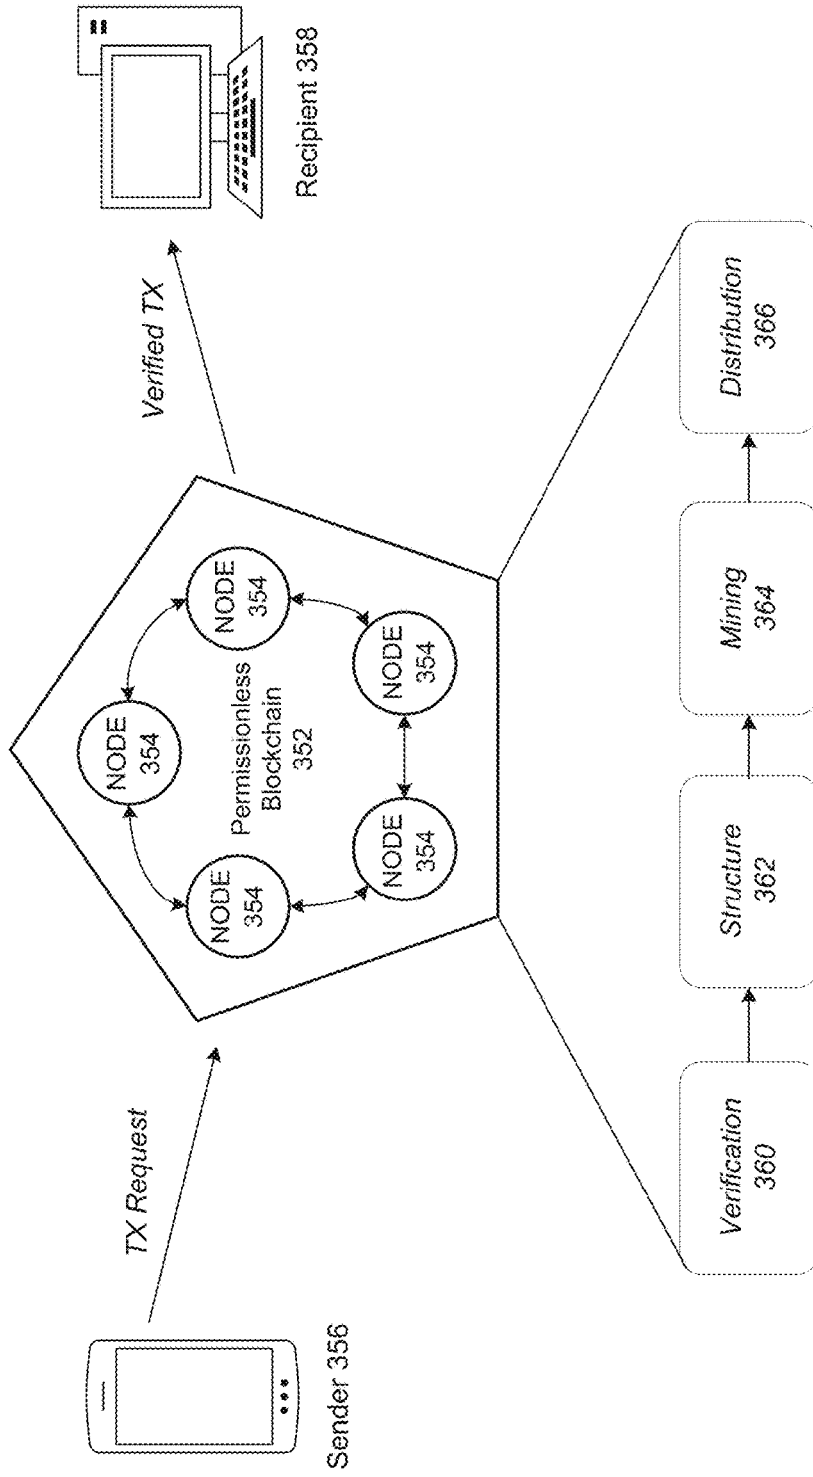 Sender 356
TX Request
NODE
354
NODE
354
NODE
354
NODE
354
NODE
354
Permissionless
Blockchain
352
Verified TX
Recipient 358
Verification
360
Structure
362
Mining
364
Distribution
366